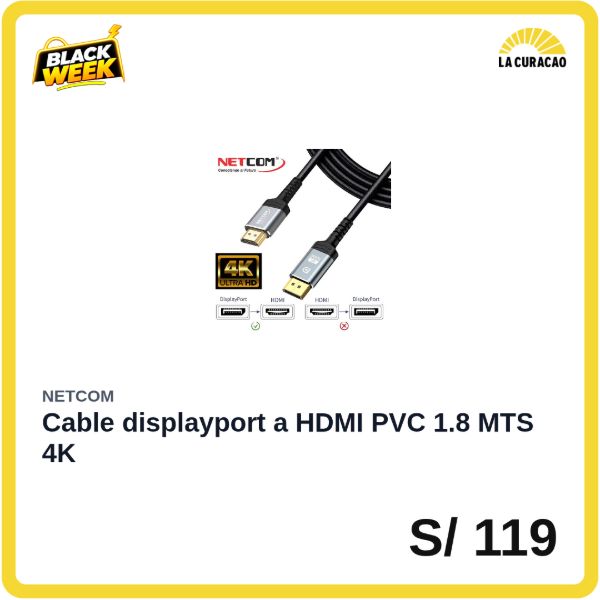 BLACK
WEEK
LA CURACAO
NETCOM®
4K
ULTRA HD
DisplayPort HDMI HDMI DisplayPort
NETCOM
Cable displayport a HDMI PVC 1.8 MTS
4K
S/ 119